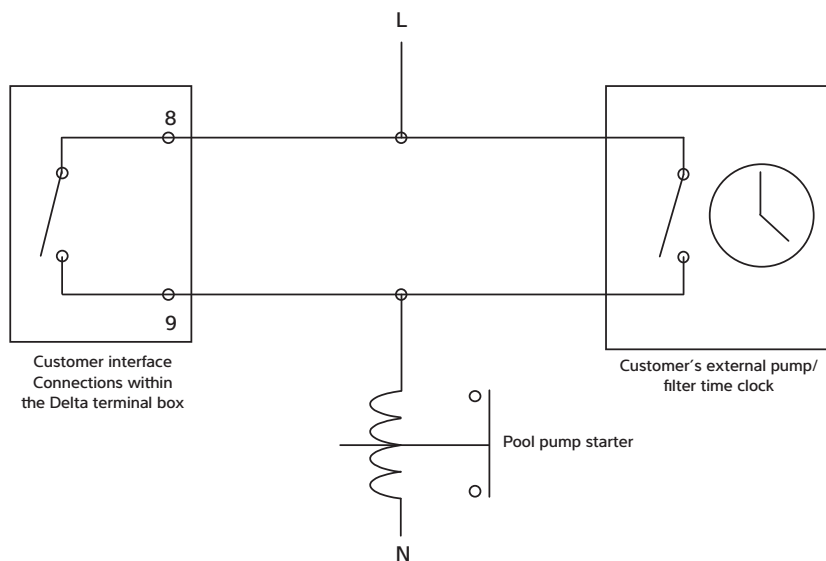 L
8
9
Customer interface
Connections within
the Delta terminal box
Customer´s external pump/
filter time clock
Pool pump starter
N